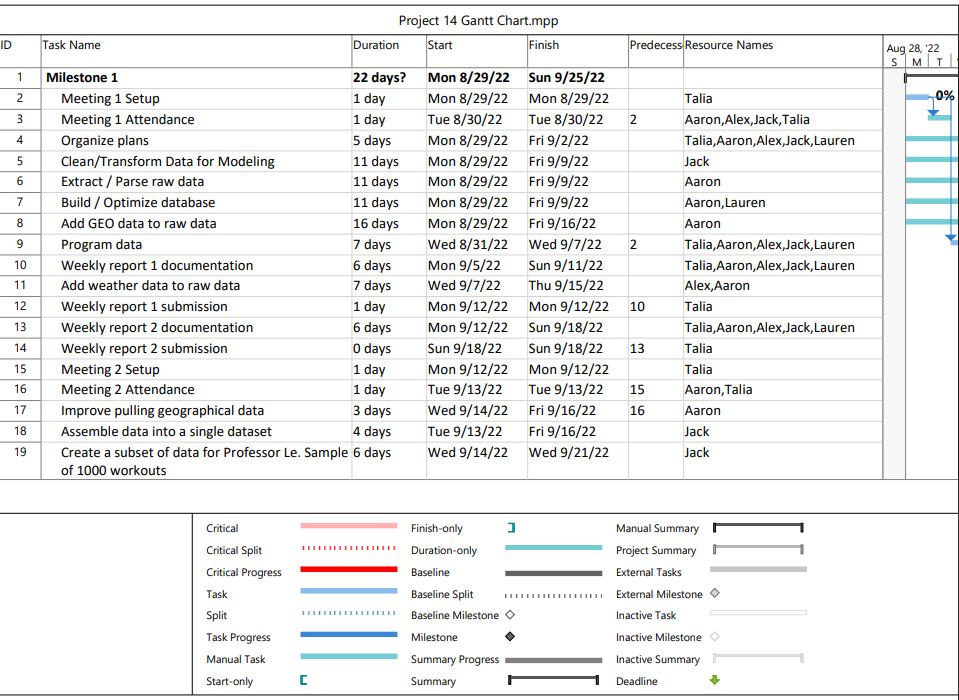 Project 14 Gantt Chart.mpp
ID Task Name Duration Start Finish Predecess Resource Names Aug 28, '22
S M T
1 Milestone 1 22 days? Mon 8/29/22 Sun 9/25/22
2 Meeting 1 Setup 1 day Mon 8/29/22 Mon 8/29/22 Talia 0%
3 Meeting 1 Attendance 1 day Tue 8/30/22 Tue 8/30/22 2 Aaron,Alex,Jack,Talia
4 Organize plans 5 days Mon 8/29/22 Fri 9/2/22 Talia,Aaron,Alex,Jack,Lauren
5 Clean/Transform Data for Modeling 11 days Mon 8/29/22 Fri 9/9/22 Jack
6 Extract / Parse raw data 11 days Mon 8/29/22 Fri 9/9/22 Aaron
7 Build / Optimize database 11 days Mon 8/29/22 Fri 9/9/22 Aaron,Lauren
8 Add GEO data to raw data 16 days Mon 8/29/22 Fri 9/16/22 Aaron
9 Program data 7 days Wed 8/31/22 Wed 9/7/22 2 Talia,Aaron,Alex,Jack,Lauren
10 Weekly report 1 documentation 6 days Mon 9/5/22 Sun 9/11/22 Talia,Aaron,Alex,Jack,Lauren
11 Add weather data to raw data 7 days Wed 9/7/22 Thu 9/15/22 Alex,Aaron
12 Weekly report 1 submission 1 day Mon 9/12/22 Mon 9/12/22 10 Talia
13 Weekly report 2 documentation 6 days Mon 9/12/22 Sun 9/18/22 Talia,Aaron,Alex,Jack,Lauren
14 Weekly report 2 submission 0 days Sun 9/18/22 Sun 9/18/22 13 Talia
15 Meeting 2 Setup 1 day Mon 9/12/22 Mon 9/12/22 Talia
16 Meeting 2 Attendance 1 day Tue 9/13/22 Tue 9/13/22 15 Aaron,Talia
17 Improve pulling geographical data 3 days Wed 9/14/22 Fri 9/16/22 16 Aaron
18 Assemble data into a single dataset 4 days Tue 9/13/22 Fri 9/16/22 Jack
19 Create a subset of data for Professor Le. Sample 6 days Wed 9/14/22 Wed 9/21/22 Jack
of 1000 workouts
Critical Finish-only Manual Summary
Critical Split Duration-only Project Summary
Critical Progress Baseline External Tasks
Task Baseline Split External Milestone
Split Baseline Milestone Inactive Task
Task Progress Milestone Inactive Milestone
Manual Task Summary Progress Inactive Summary
Start-only Summary Deadline